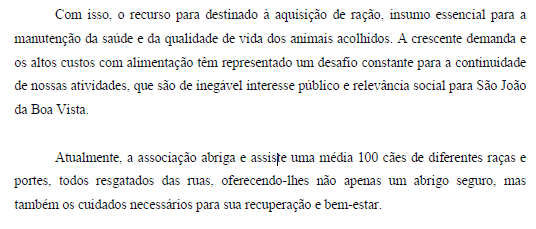 Com isso, o recurso para destinado à aquisição de ração, insumo essencial para a
manutenção da saúde e da qualidade de vida dos animais acolhidos. A crescente demanda e
os altos custos com alimentação têm representado um desafio constante para a continuidade
de nossas atividades, que são de inegável interesse público e relevância social para São João
da Boa Vista.
Atualmente, a associação abriga e assiste uma média 100 cães de diferentes raças e
portes, todos resgatados das ruas, oferecendo-lhes não apenas um abrigo seguro, mas
também os cuidados necessários para sua recuperação e bem-estar.